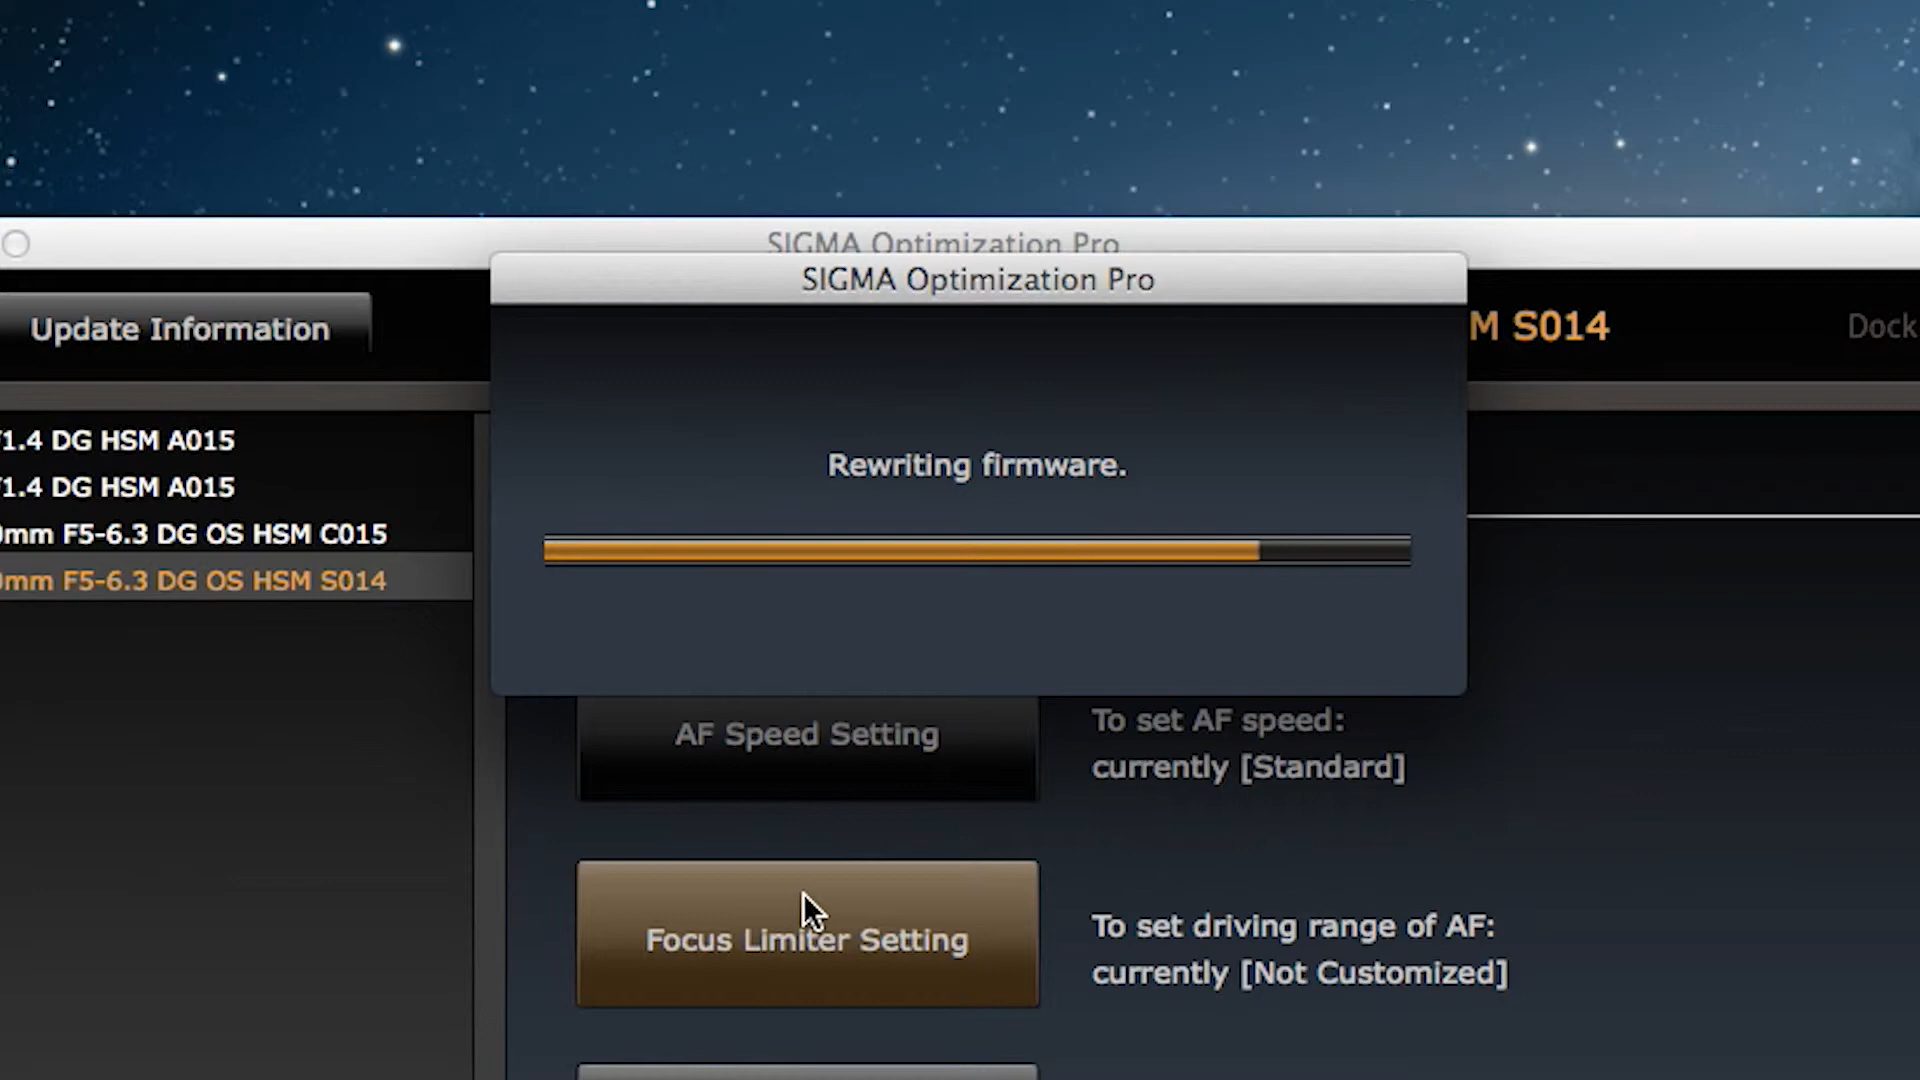 SIGMA Optimization Pro
SIGMA Optimization Pro
Update Information
M S014
Dock
1.4 DG HSM A015
1.4 DG HSM A015
0mm F5-6.3 DG OS HSM C015
0mm F5-6.3 DG OS HSM S014
Rewriting firmware.
AF Speed Setting
To set AF speed:
currently [Standard]
Focus Limiter Setting
To set driving range of AF:
currently [Not Customized]